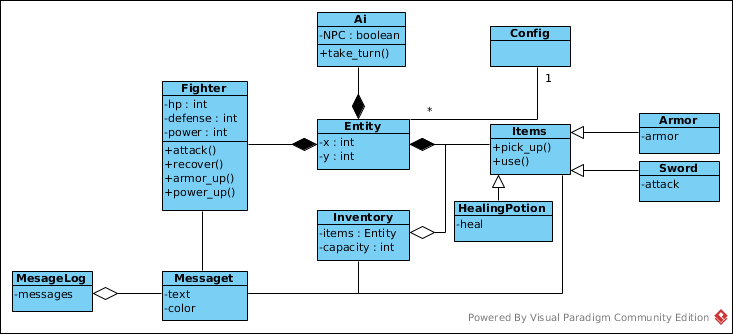 Ai
-NPC : boolean
+take_turn()
Config
1
*
Fighter
-hp : int
-defense : int
-power : int
+attack()
+recover()
+armor_up()
+power_up()
Entity
-x : int
-y : int
Items
+pick_up()
+use()
Armor
-armor
Sword
-attack
HealingPotion
-heal
Inventory
-items : Entity
-capacity : int
MesageLog
-messages
Messaget
-text
-color
Powered By Visual Paradigm Community Edition